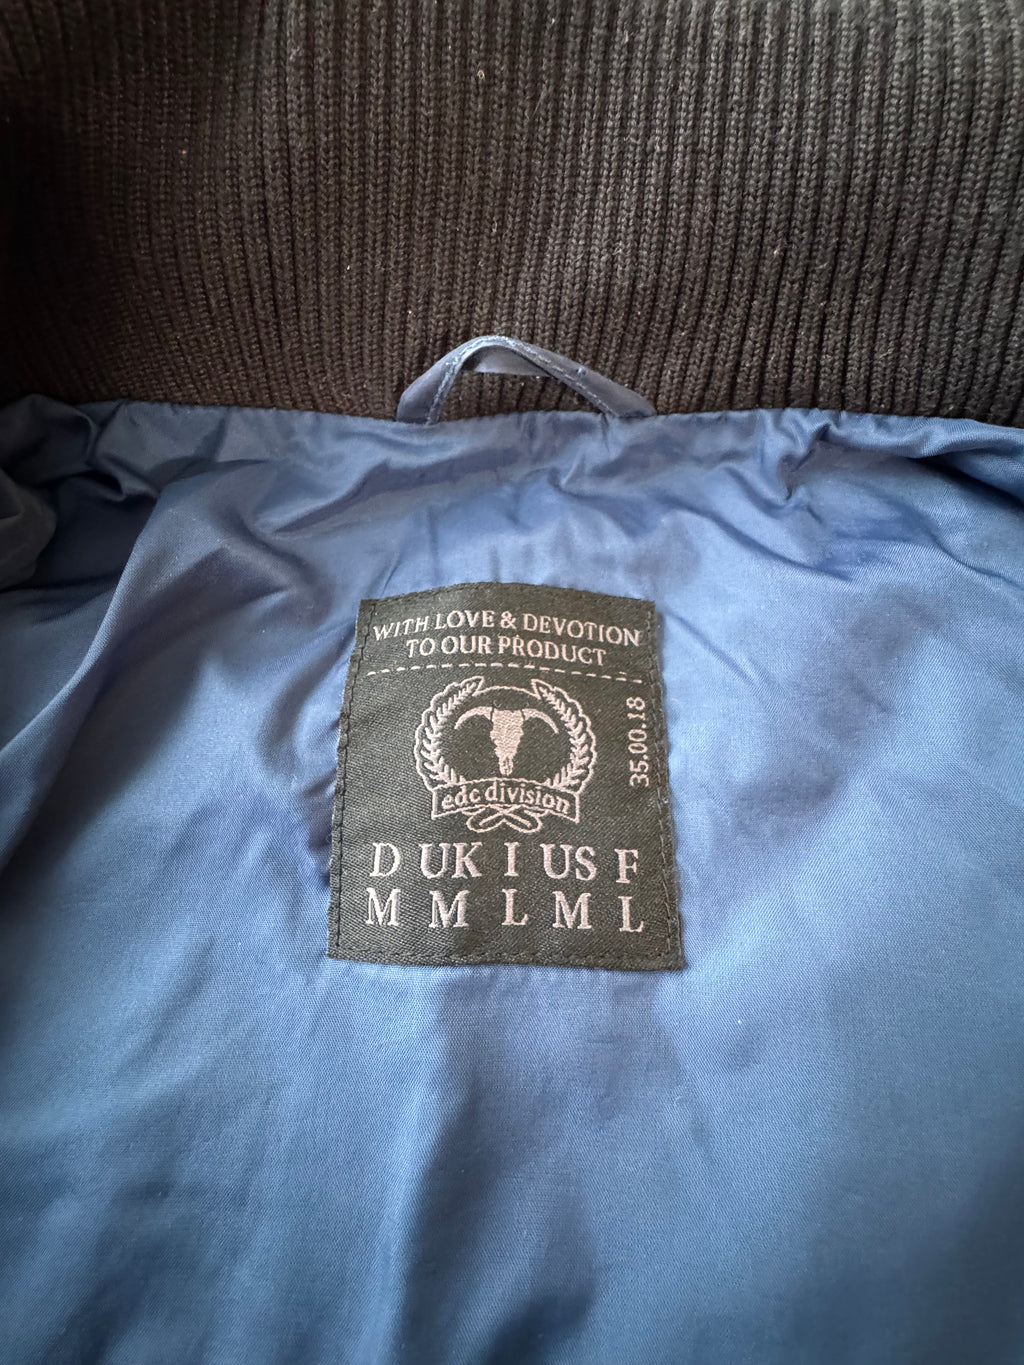 WITH LOVE & DEVOTION
TO OUR PRODUCT
35.00.18
edc division
D UK I US F
M M L M L